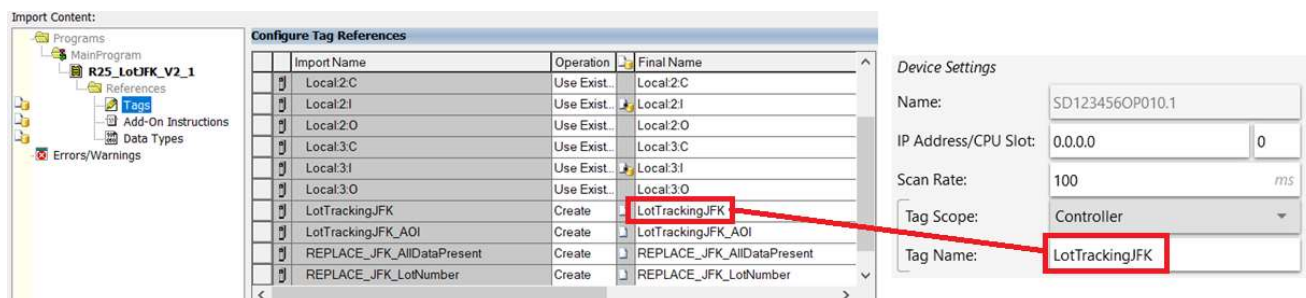 Import Content:
Programs
MainProgram
R25_LotJFK_V2_1
References
Tags
Add-On Instructions
Data Types
Errors/Warnings
Configure Tag References
Import Name Operation Final Name
Local:2:C Use Exist... Local:2:C
Local:2:I Use Exist... Local:2:I
Local:2:O Use Exist... Local:2:O
Local:3:C Use Exist... Local:3:C
Local:3:I Use Exist... Local:3:I
Local:3:O Use Exist... Local:3:O
LotTrackingJFK Create LotTrackingJFK
LotTrackingJFK_AOI Create LotTrackingJFK_AOI
REPLACE_JFK_AllDataPresent Create REPLACE_JFK_AllDataPresent
REPLACE_JFK_LotNumber Create REPLACE_JFK_LotNumber
Device Settings
Name: SD123456OP010.1
IP Address/CPU Slot: 0.0.0.0 0
Scan Rate: 100 ms
Tag Scope: Controller
Tag Name: LotTrackingJFK